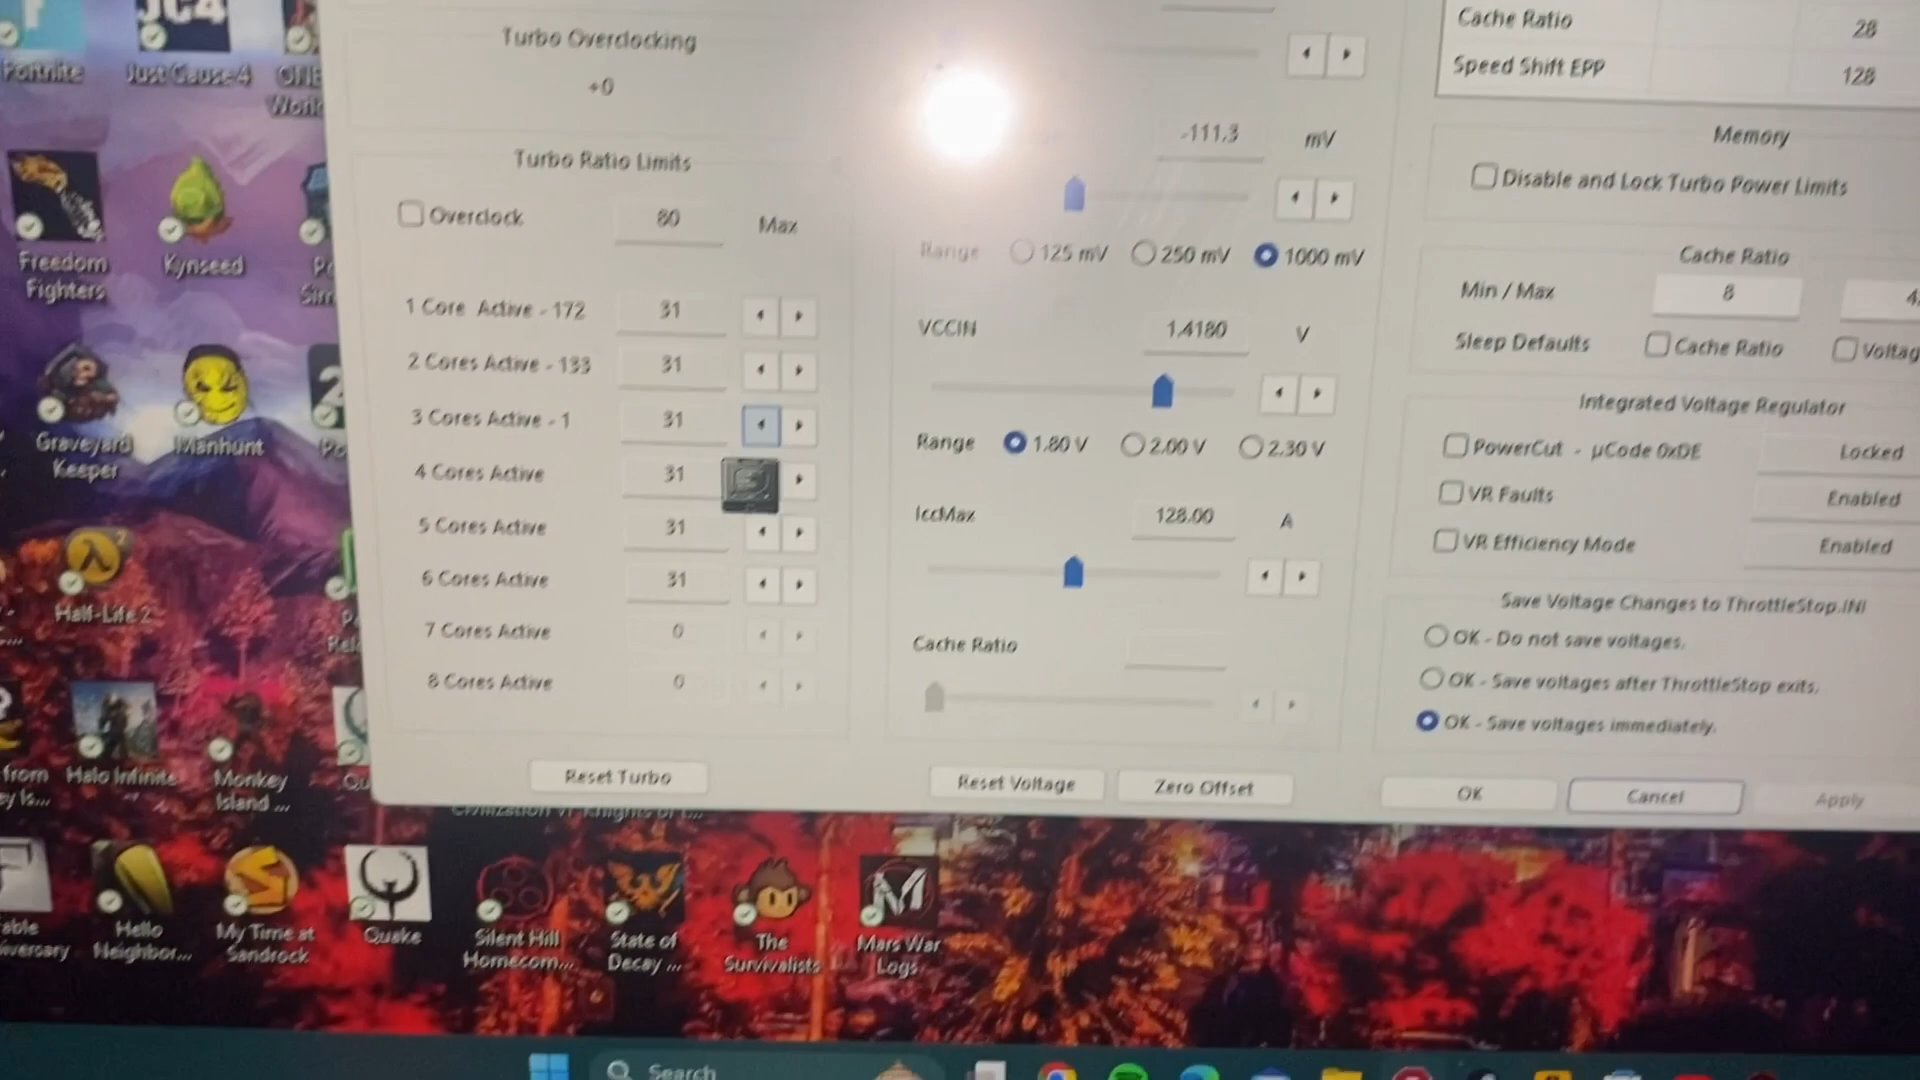 Fortnite
Just Cause 4
Turbo Overclocking
+0
Cache Ratio 28
Speed Shift EPP 128
-111.3 mV
Memory
Disable and Lock Turbo Power Limits
Turbo Ratio Limits
Overclock 80 Max
Range 125 mV 250 mV 1000 mV
Cache Ratio
Min / Max 8
Sleep Defaults Cache Ratio
1 Core Active - 172 31
2 Cores Active - 133 31
3 Cores Active - 1 31
4 Cores Active 31
5 Cores Active 31
6 Cores Active 31
7 Cores Active 0
8 Cores Active 0
VCCIN 1.4180 V
Range 1.80 V 2.00 V 2.30 V
IccMax 128.00 A
Cache Ratio
Integrated Voltage Regulator
PowerCut - µCode 0xDE Locked
VR Faults Enabled
VR Efficiency Mode Enabled
Save Voltage Changes to ThrottleStop.INI
OK - Do not save voltages.
OK - Save voltages after ThrottleStop exits.
OK - Save voltages immediately.
Reset Turbo
Reset Voltage
Zero Offset
OK
Cancel
Apply
Freedom
Fighters
Kynseed
Graveyard
Keeper
Manhunt
Half-Life 2
Halo Infinite
Monkey
Island ...
Hello
Neighbor...
My Time at
Sandrock
Quake
Silent Hill
Homecom...
State of
Decay ...
The
Survivalists
Mars War
Logs
Search